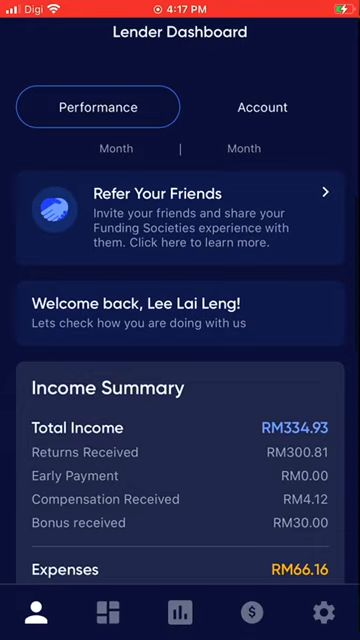 Digi 4:17 PM
Lender Dashboard
Performance Account
Month | Month
Refer Your Friends
Invite your friends and share your
Funding Societies experience with
them. Click here to learn more.
Welcome back, Lee Lai Leng!
Lets check how you are doing with us
Income Summary
Total Income RM334.93
Returns Received RM300.81
Early Payment RM0.00
Compensation Received RM4.12
Bonus received RM30.00
Expenses RM66.16